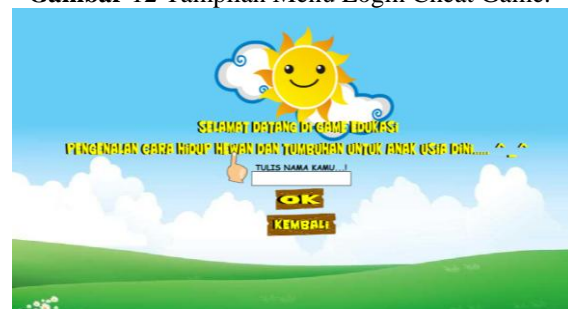 Gambar 12 Tampilan Menu Login Cheat Game.
SELAMAT DATANG DI GAME EDUKASI
PENGENALAN CARA HIDUP HEWAN DAN TUMBUHAN UNTUK ANAK USIA DINI..... ^_^
TULIS NAMA KAMU...!
OK
KEMBALI